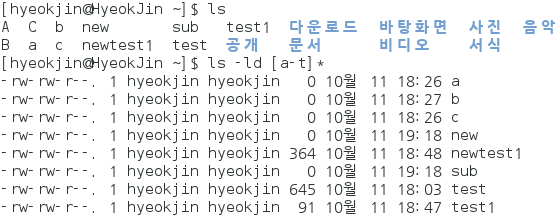 [hyeokjin@HyeokJin ~]$ ls
A C b new sub test1 다운로드 바탕화면 사진 음악
B a c newtest1 test 공개 문서 비디오 서식
[hyeokjin@HyeokJin ~]$ ls -ld [a-t]*
-rw-rw-r--. 1 hyeokjin hyeokjin 0 10월 11 18:26 a
-rw-rw-r--. 1 hyeokjin hyeokjin 0 10월 11 18:27 b
-rw-rw-r--. 1 hyeokjin hyeokjin 0 10월 11 18:26 c
-rw-rw-r--. 1 hyeokjin hyeokjin 0 10월 11 19:18 new
-rw-rw-r--. 1 hyeokjin hyeokjin 364 10월 11 18:48 newtest1
-rw-rw-r--. 1 hyeokjin hyeokjin 0 10월 11 19:18 sub
-rw-rw-r--. 1 hyeokjin hyeokjin 645 10월 11 18:03 test
-rw-rw-r--. 1 hyeokjin hyeokjin 91 10월 11 18:47 test1